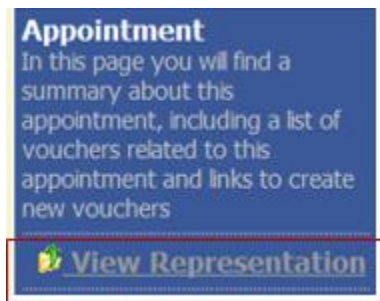 Appointment
In this page you will find a
summary about this
appointment, including a list of
vouchers related to this
appointment and links to create
new vouchers
View Representation